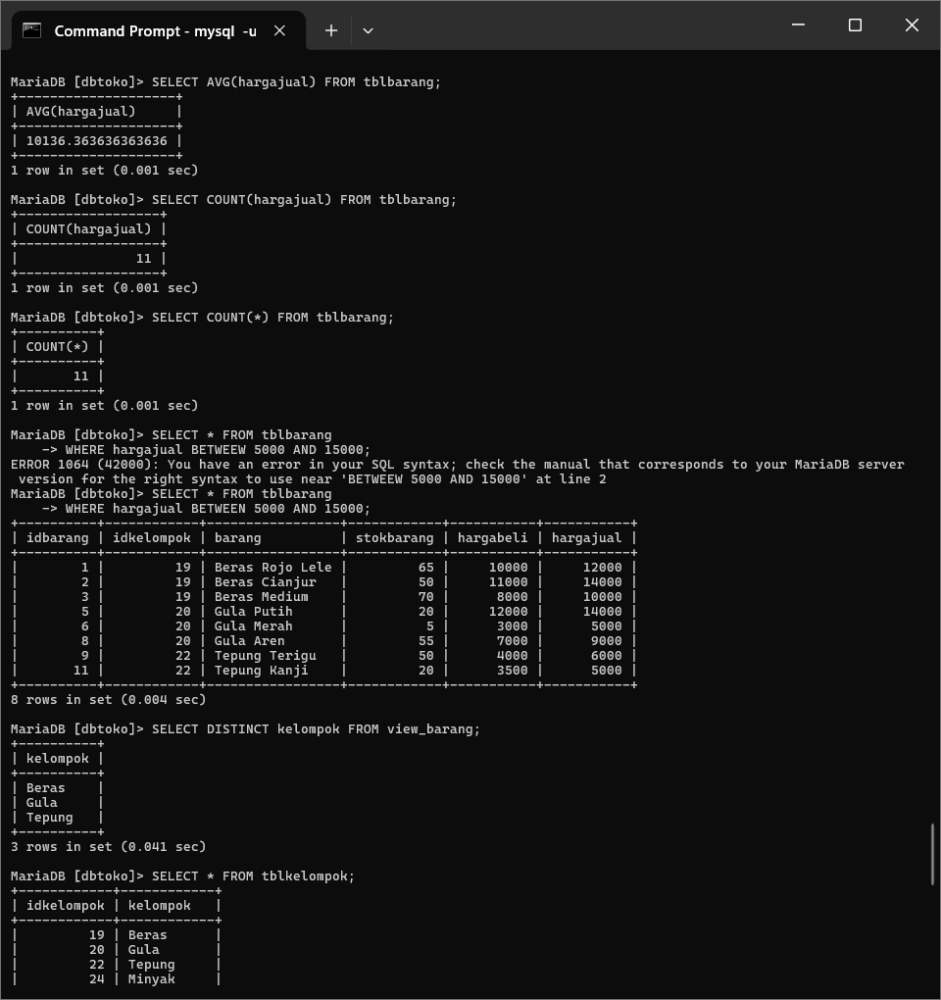 Command Prompt - mysql  -u
MariaDB [dbtoko]> SELECT AVG(hargajual) FROM tblbarang;
+--------------------+
| AVG(hargajual)     |
+--------------------+
| 10136.363636363636 |
+--------------------+
1 row in set (0.001 sec)

MariaDB [dbtoko]> SELECT COUNT(hargajual) FROM tblbarang;
+------------------+
| COUNT(hargajual) |
+------------------+
|               11 |
+------------------+
1 row in set (0.001 sec)

MariaDB [dbtoko]> SELECT COUNT(*) FROM tblbarang;
+----------+
| COUNT(*) |
+----------+
|       11 |
+----------+
1 row in set (0.001 sec)

MariaDB [dbtoko]> SELECT * FROM tblbarang
    -> WHERE hargajual BETWEEW 5000 AND 15000;
ERROR 1064 (42000): You have an error in your SQL syntax; check the manual that corresponds to your MariaDB server
 version for the right syntax to use near 'BETWEEW 5000 AND 15000' at line 2
MariaDB [dbtoko]> SELECT * FROM tblbarang
    -> WHERE hargajual BETWEEN 5000 AND 15000;
+----------+------------+-----------------+------------+-----------+-----------+
| idbarang | idkelompok | barang          | stokbarang | hargabeli | hargajual |
+----------+------------+-----------------+------------+-----------+-----------+
|        1 |         19 | Beras Rojo Lele |         65 |     10000 |     12000 |
|        2 |         19 | Beras Cianjur   |         50 |     11000 |     14000 |
|        3 |         19 | Beras Medium    |         70 |      8000 |     10000 |
|        5 |         20 | Gula Putih      |         20 |     12000 |     14000 |
|        6 |         20 | Gula Merah      |          5 |      3000 |      5000 |
|        8 |         20 | Gula Aren       |         55 |      7000 |      9000 |
|        9 |         22 | Tepung Terigu   |         50 |      4000 |      6000 |
|       11 |         22 | Tepung Kanji    |         20 |      3500 |      5000 |
+----------+------------+-----------------+------------+-----------+-----------+
8 rows in set (0.004 sec)

MariaDB [dbtoko]> SELECT DISTINCT kelompok FROM view_barang;
+----------+
| kelompok |
+----------+
| Beras    |
| Gula     |
| Tepung   |
+----------+
3 rows in set (0.041 sec)

MariaDB [dbtoko]> SELECT * FROM tblkelompok;
+------------+------------+
| idkelompok | kelompok   |
+------------+------------+
|         19 | Beras      |
|         20 | Gula       |
|         22 | Tepung     |
|         24 | Minyak     |